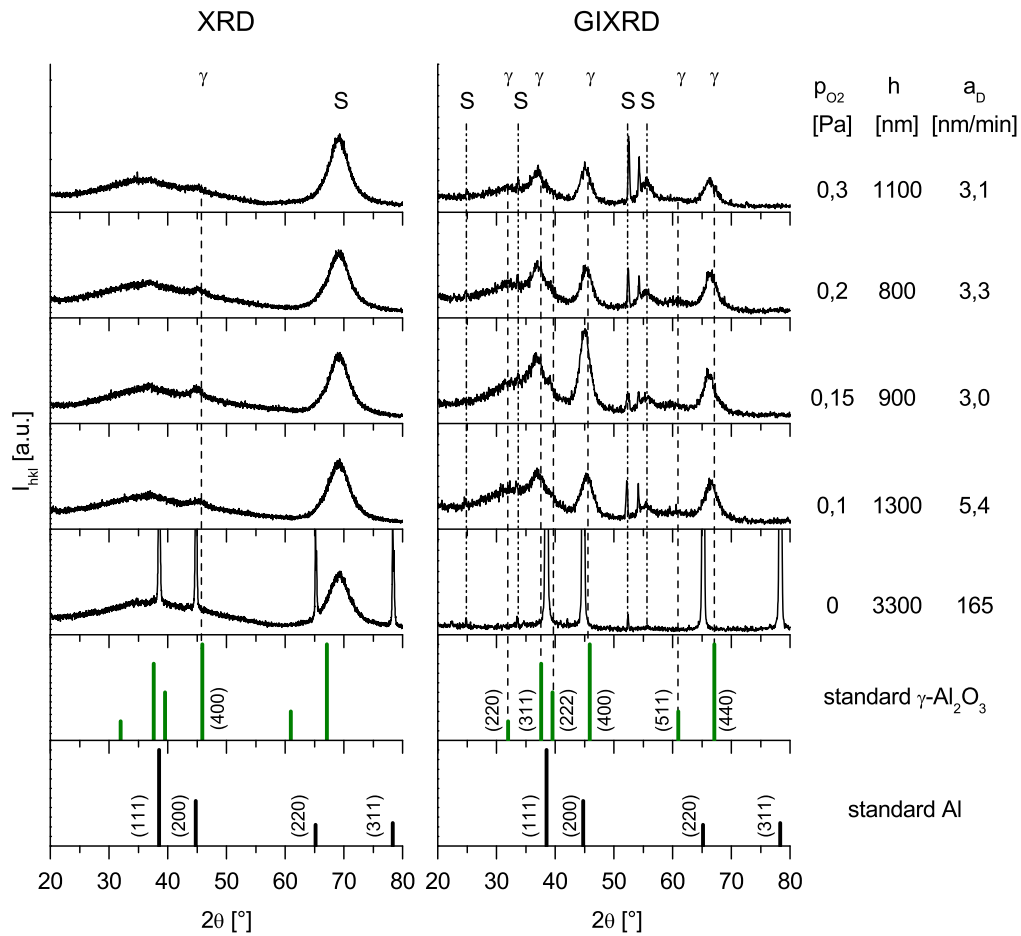 XRD GIXRD
γ γ γ γ γ γ
S S S S S
p_O2 h a_D
[Pa] [nm] [nm/min]
0,3 1100 3,1
0,2 800 3,3
0,15 900 3,0
0,1 1300 5,4
0 3300 165
I_hkl [a.u.]
(400) (220) (311) (222) (400) (511) (440) standard γ-Al₂O₃
(111) (200) (220) (311) (111) (200) (220) (311) standard Al
20 30 40 50 60 70 80 20 30 40 50 60 70 80
2θ [°] 2θ [°]